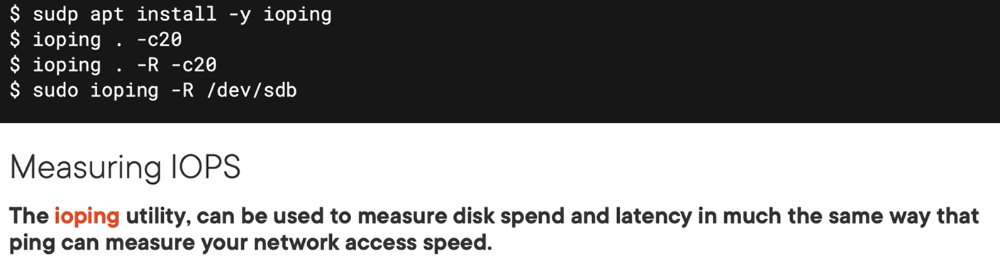 $ sudp apt install -y ioping
$ ioping . -c20
$ ioping . -R -c20
$ sudo ioping -R /dev/sdb
Measuring IOPS
The ioping utility, can be used to measure disk spend and latency in much the same way that
ping can measure your network access speed.